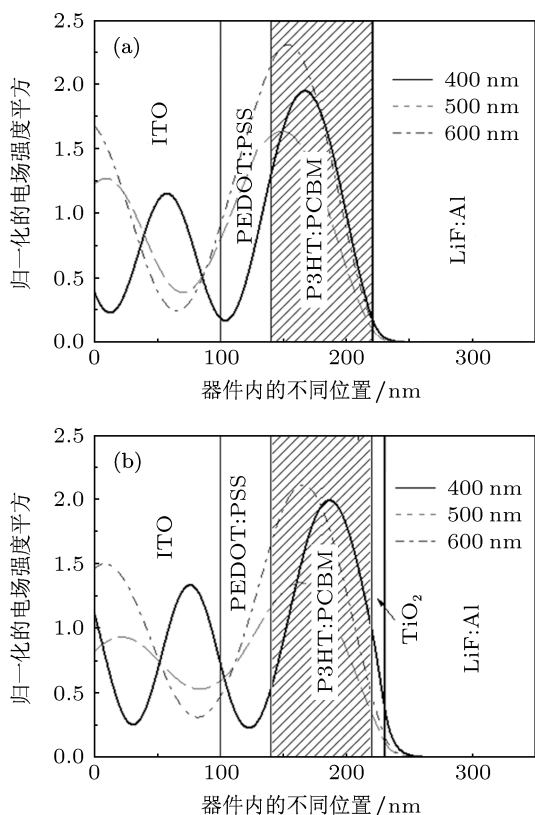 (a)
2.5
2.0
1.5
1.0
0.5
0.0
归一化的电场强度平方
ITO
PEDOT:PSS
P3HT:PCBM
LiF:Al
400 nm
500 nm
600 nm
0
100
200
300
器件内的不同位置/nm
(b)
2.5
2.0
1.5
1.0
0.5
0.0
归一化的电场强度平方
ITO
PEDOT:PSS
P3HT:PCBM
TiO₂
LiF:Al
400 nm
500 nm
600 nm
0
100
200
300
器件内的不同位置/nm